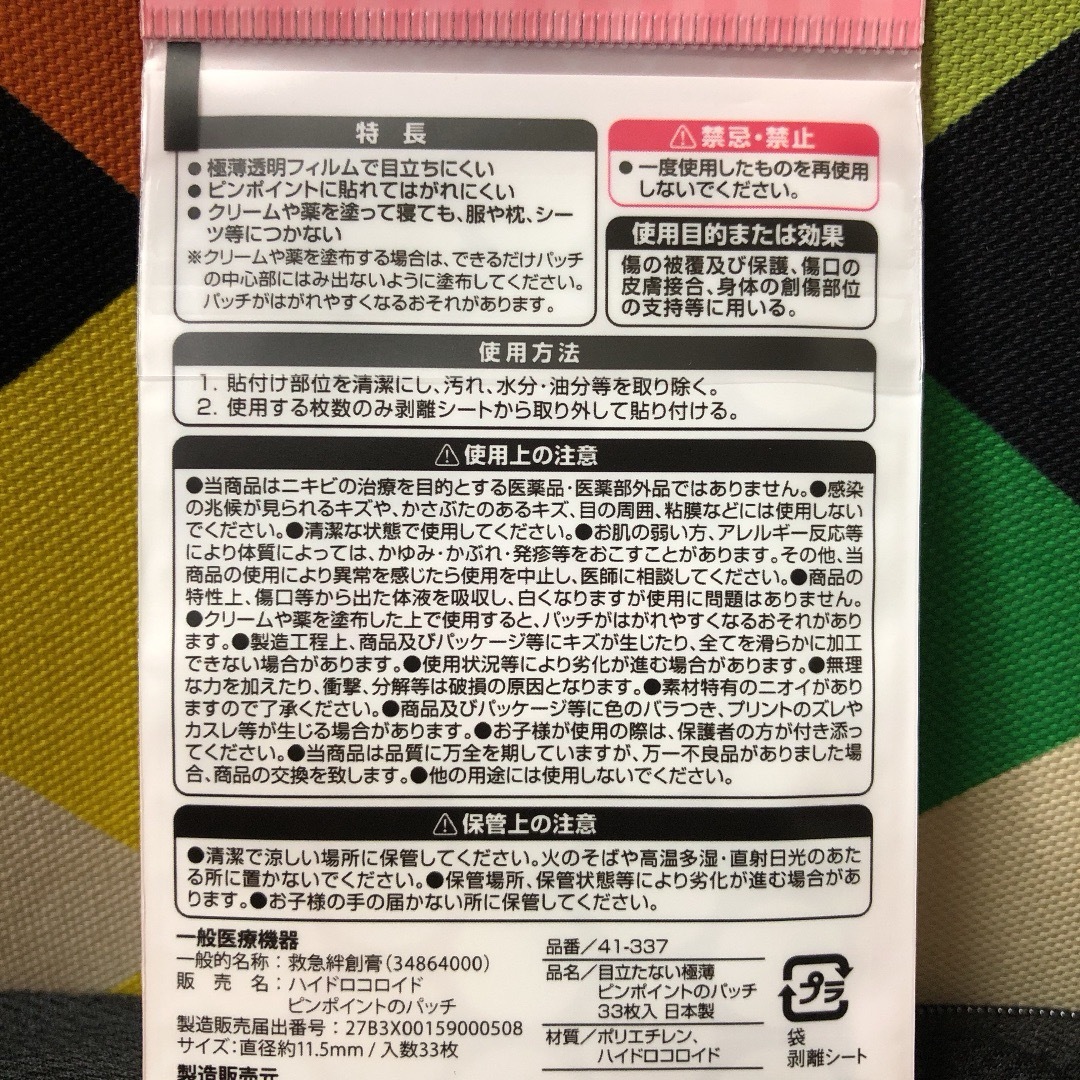 特長
●極薄透明フィルムで目立ちにくい
●ピンポイントに貼れてはがれにくい
●クリームや薬を塗って寝ても、服や枕、シー
ツ等につかない
※クリームや薬を塗布する場合は、できるだけパッチ
の中心部にはみ出ないように塗布してください。
パッチがはがれやすくなるおそれがあります。
⚠禁忌・禁止
●一度使用したものを再使用
しないでください。
使用目的または効果
傷の被覆及び保護、傷口の
皮膚接合、身体の創傷部位
の支持等に用いる。
使用方法
1. 貼付け部位を清潔にし、汚れ、水分・油分等を取り除く。
2. 使用する枚数のみ剥離シートから取り外して貼り付ける。
⚠使用上の注意
●当商品はニキビの治療を目的とする医薬品・医薬部外品ではありません。●感染
の兆候が見られるキズや、かさぶたのあるキズ、目の周囲、粘膜などには使用しない
でください。●清潔な状態で使用してください。●お肌の弱い方、アレルギー反応等
により体質によっては、かゆみ・かぶれ・発疹等をおこすことがあります。その他、当
商品の使用により異常を感じたら使用を中止し、医師に相談してください。●商品の
特性上、傷口等から出た体液を吸収し、白くなりますが使用に問題はありません。
●クリームや薬を塗布した上で使用すると、パッチがはがれやすくなるおそれがあり
ます。●製造工程上、商品及びパッケージ等にキズが生じたり、全てを滑らかに加工
できない場合があります。●使用状況等により劣化が進む場合があります。●無理
な力を加えたり、衝撃、分解等は破損の原因となります。●素材特有のニオイがあり
ますので了承ください。●商品及びパッケージ等に色のバラつき、プリントのズレや
カスレ等が生じる場合があります。●お子様が使用の際は、保護者の方が付き添っ
てください。●当商品は品質に万全を期していますが、万一不良品がありました場
合、商品の交換を致します。●他の用途には使用しないでください。
⚠保管上の注意
●清潔で涼しい場所に保管してください。火のそばや高温多湿・直射日光のあた
る所に置かないでください。●保管場所、保管状態等により劣化が進む場合があ
ります。●お子様の手の届かない所に保管してください。
一般医療機器
一般的名称：救急絆創膏(34864000)
販売名：ハイドロコロイド
ピンポイントのパッチ
製造販売届出番号：27B3X00159000508
サイズ:直径約11.5mm / 入数33枚
製造販売元
品番／41-337
品名／目立たない極薄
ピンポイントのパッチ
33枚入 日本製
材質／ポリエチレン、
ハイドロコロイド
プラ
袋
剥離シート